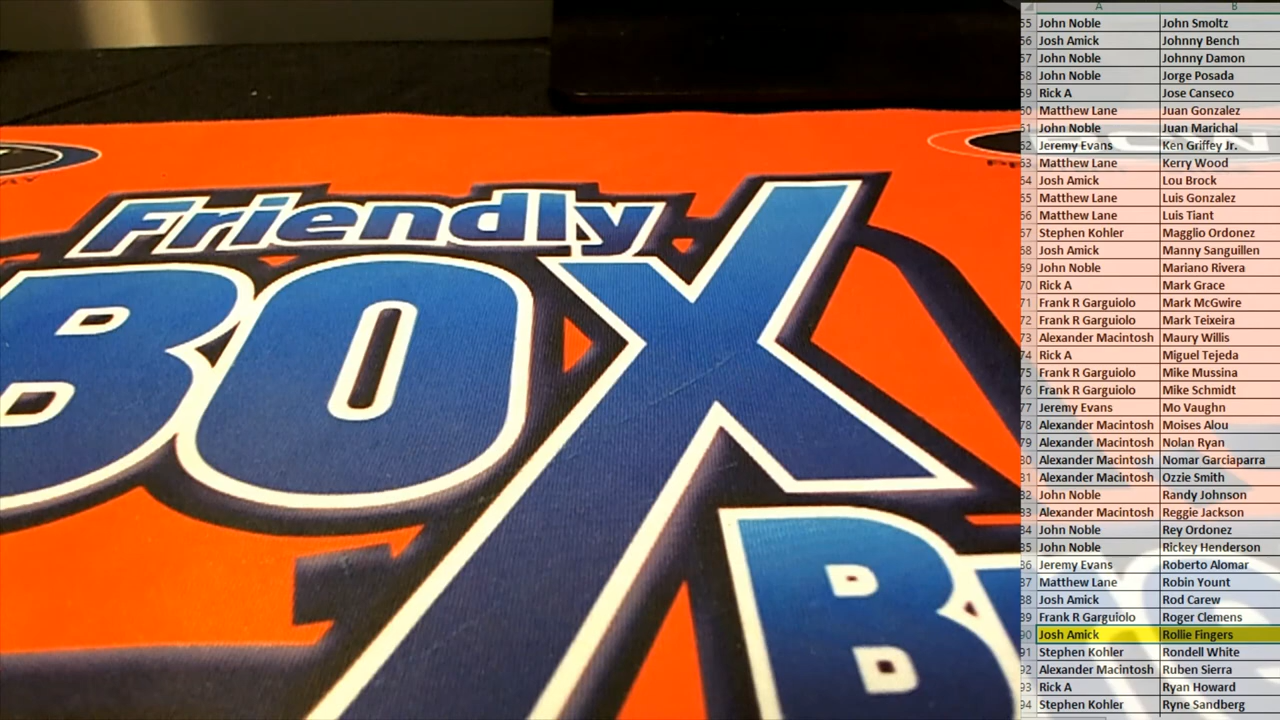 Friendly
BOX
B
A B
55 John Noble John Smoltz
56 Josh Amick Johnny Bench
57 John Noble Johnny Damon
58 John Noble Jorge Posada
59 Rick A Jose Canseco
60 Matthew Lane Juan Gonzalez
61 John Noble Juan Marichal
62 Jeremy Evans Ken Griffey Jr.
63 Matthew Lane Kerry Wood
64 Josh Amick Lou Brock
65 Matthew Lane Luis Gonzalez
66 Matthew Lane Luis Tiant
67 Stephen Kohler Magglio Ordonez
68 Josh Amick Manny Sanguillen
69 John Noble Mariano Rivera
70 Rick A Mark Grace
71 Frank R Garguiolo Mark McGwire
72 Frank R Garguiolo Mark Teixeira
73 Alexander Macintosh Maury Willis
74 Rick A Miguel Tejeda
75 Frank R Garguiolo Mike Mussina
76 Frank R Garguiolo Mike Schmidt
77 Jeremy Evans Mo Vaughn
78 Alexander Macintosh Moises Alou
79 Alexander Macintosh Nolan Ryan
80 Alexander Macintosh Nomar Garciaparra
81 Alexander Macintosh Ozzie Smith
82 John Noble Randy Johnson
83 Alexander Macintosh Reggie Jackson
84 John Noble Rey Ordonez
85 John Noble Rickey Henderson
86 Jeremy Evans Roberto Alomar
87 Matthew Lane Robin Yount
88 Josh Amick Rod Carew
89 Frank R Garguiolo Roger Clemens
90 Josh Amick Rollie Fingers
91 Stephen Kohler Rondell White
92 Alexander Macintosh Ruben Sierra
93 Rick A Ryan Howard
94 Stephen Kohler Ryne Sandberg